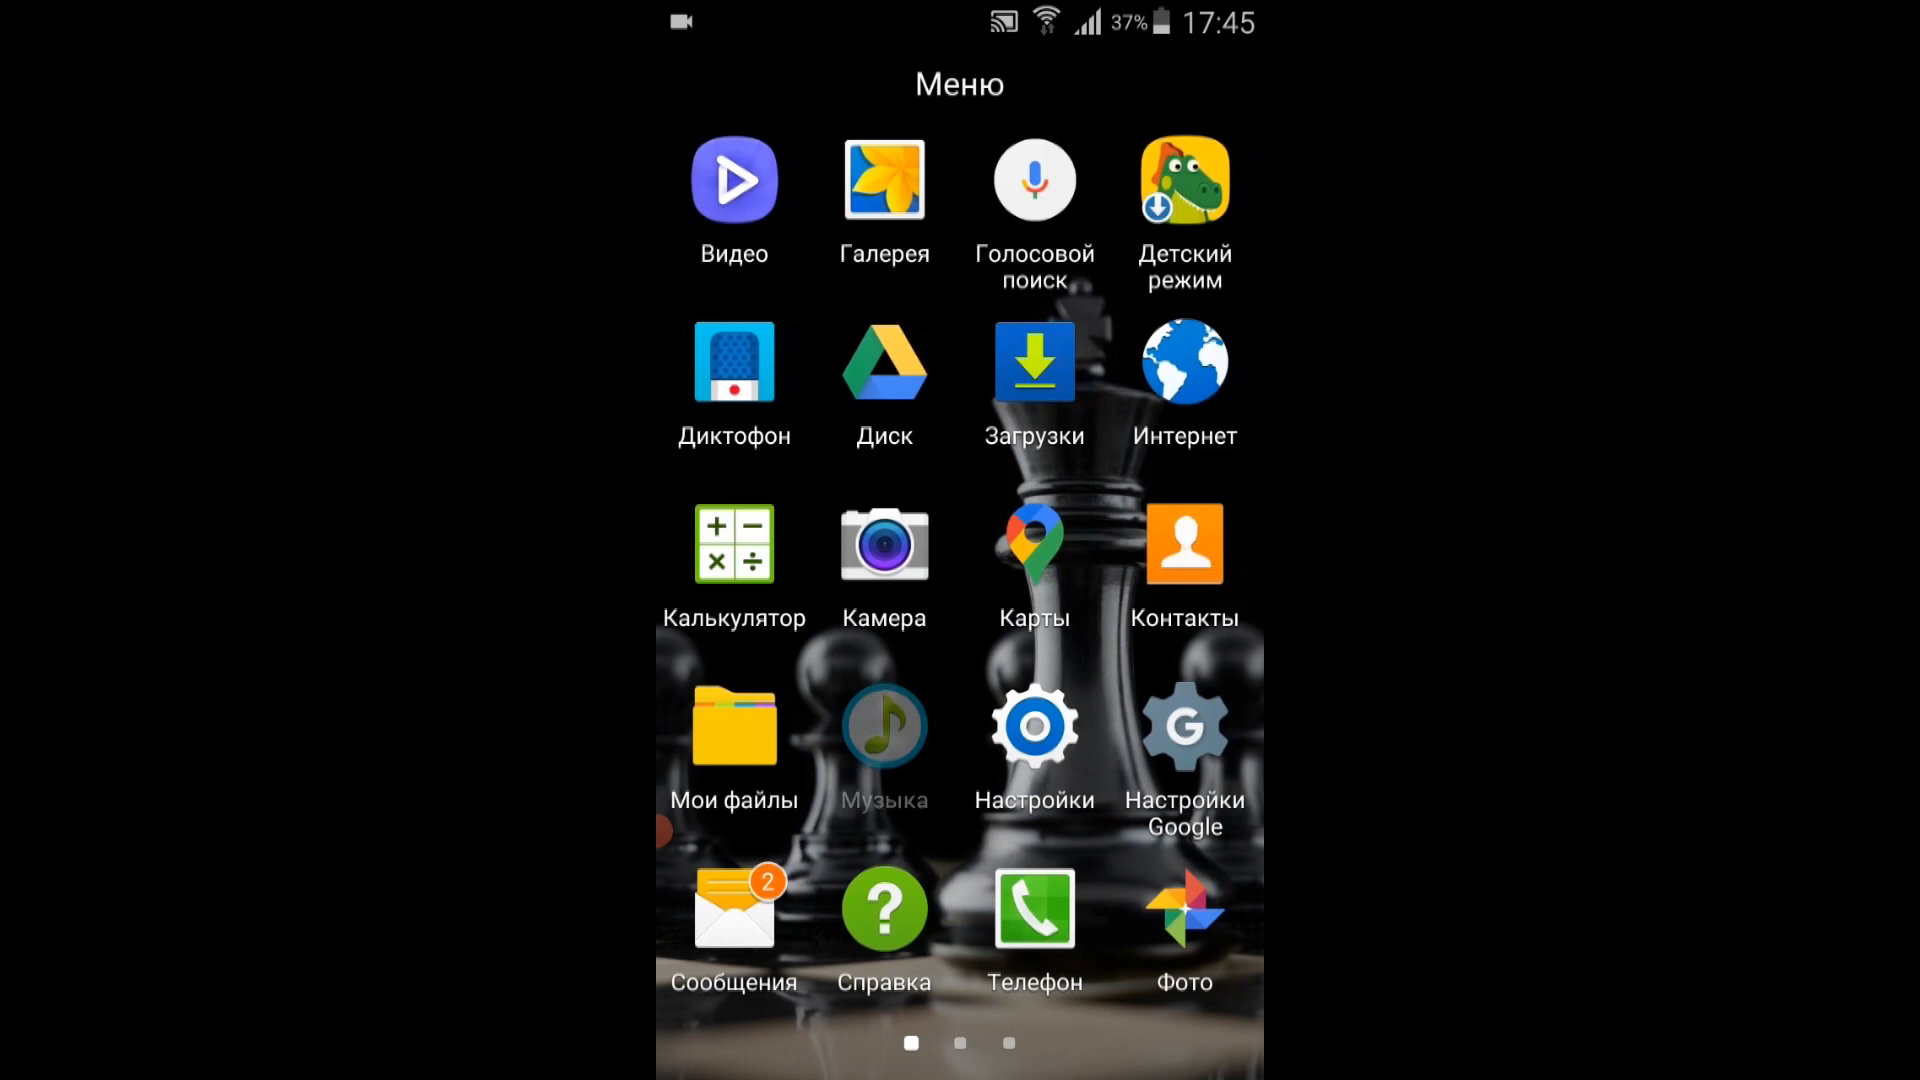 37% 17:45
Меню
Видео Галерея Голосовой поиск Детский режим
Диктофон Диск Загрузки Интернет
Калькулятор Камера Карты Контакты
Мои файлы Музыка Настройки Настройки Google
2
Сообщения Справка Телефон Фото